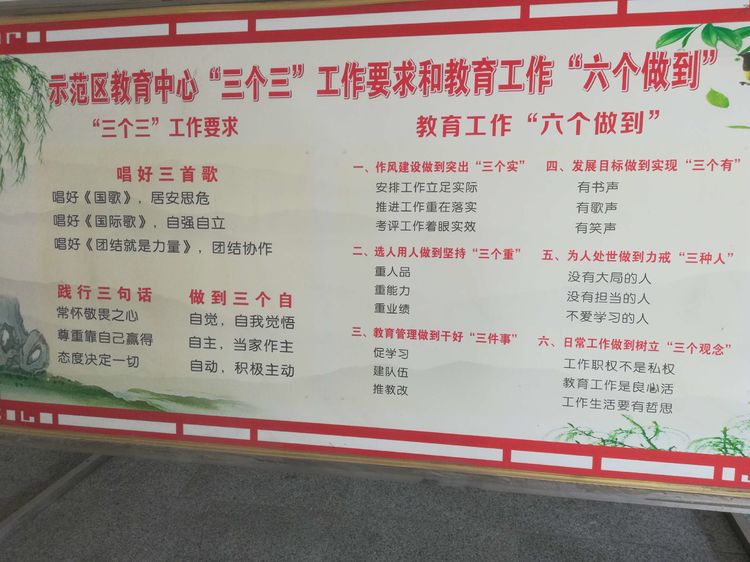 示范区教育中心“三个三”工作要求和教育工作“六个做到”
“三个三”工作要求
唱好三首歌
唱好《国歌》，居安思危
唱好《国际歌》，自强自立
唱好《团结就是力量》，团结协作
践行三句话
常怀敬畏之心
尊重靠自己赢得
态度决定一切
做到三个自
自觉，自我觉悟
自主，当家作主
自动，积极主动
教育工作“六个做到”
一、作风建设做到突出“三个实”
安排工作立足实际
推进工作重在落实
考评工作着眼实效
二、选人用人做到坚持“三个重”
重人品
重能力
重业绩
三、教育管理做到干好“三件事”
促学习
建队伍
推教改
四、发展目标做到实现“三个有”
有书声
有歌声
有笑声
五、为人处世做到力戒“三种人”
没有大局的人
没有担当的人
不爱学习的人
六、日常工作做到树立“三个观念”
工作职权不是私权
教育工作是良心活
工作生活要有哲思